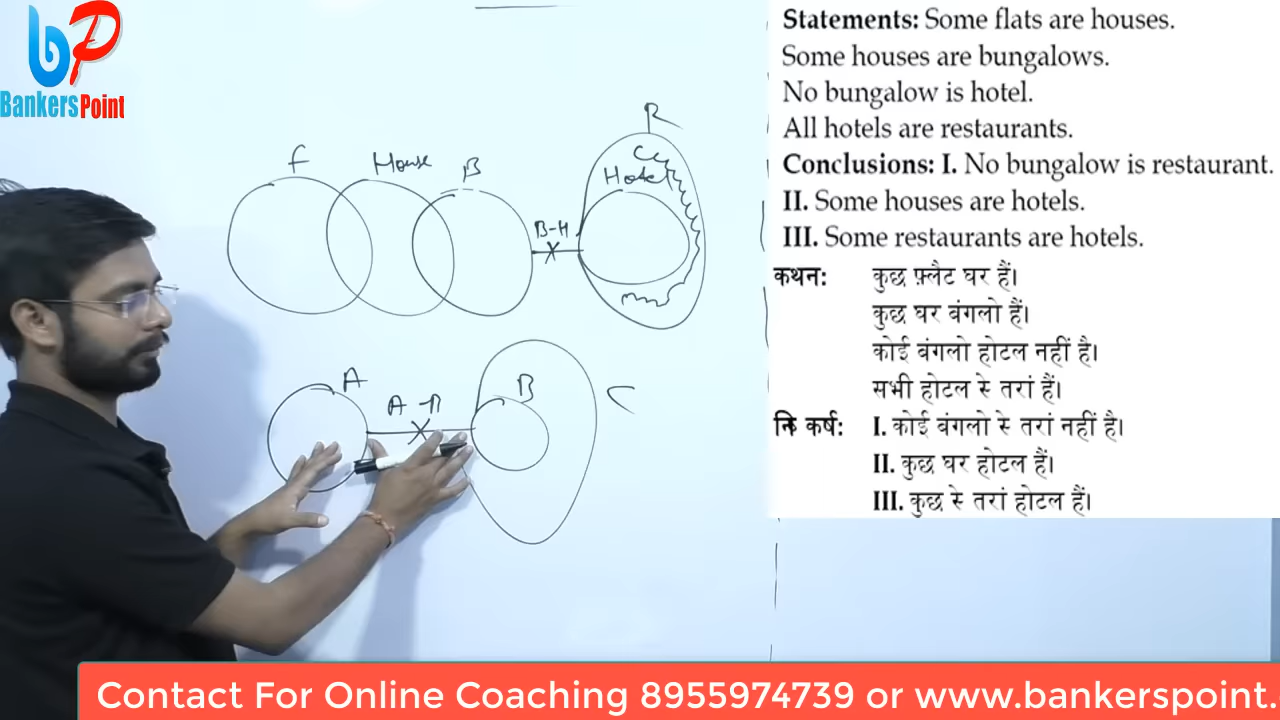 BankersPoint
Statements: Some flats are houses.
Some houses are bungalows.
No bungalow is hotel.
All hotels are restaurants.
Conclusions: I. No bungalow is restaurant.
II. Some houses are hotels.
III. Some restaurants are hotels.
कथन: कुछ फ़्लैट घर हैं।
कुछ घर बंगलो हैं।
कोई बंगलो होटल नहीं है।
सभी होटल रे तरां हैं।
निकर्ष: I. कोई बंगलो रे तरां नहीं है।
II. कुछ घर होटल हैं।
III. कुछ रे तरां होटल हैं।
F House B
B-H
R
Hotel
A
A-B
B
C
Contact For Online Coaching 8955974739 or www.bankerspoint.